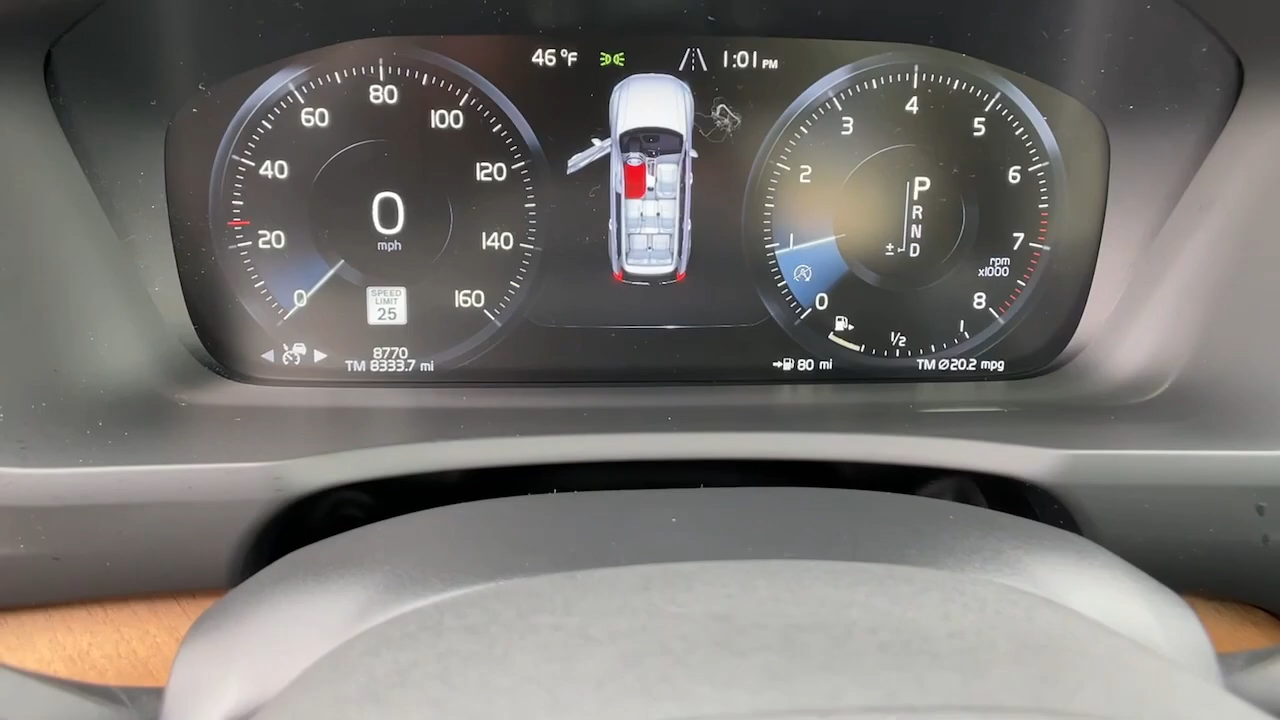 46 °F
1:01 PM
0
20
40
60
80
100
120
140
160
0
mph
SPEED
LIMIT
25
8770
TM 8333.7 mi
0
1
2
3
4
5
6
7
8
rpm
x1000
P
R
N
± D
1/2
1
80 mi
TM Ø20.2 mpg